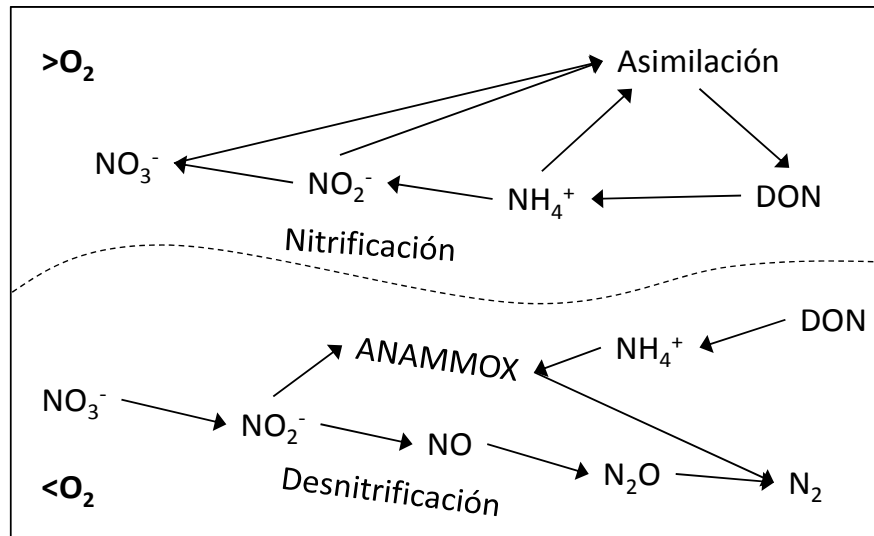 >O₂
Asimilación
NO₃⁻
NO₂⁻
NH₄⁺
DON
Nitrificación
DON
NH₄⁺
ANAMMOX
NO₃⁻
NO₂⁻
NO
N₂O
N₂
Desnitrificación
<O₂